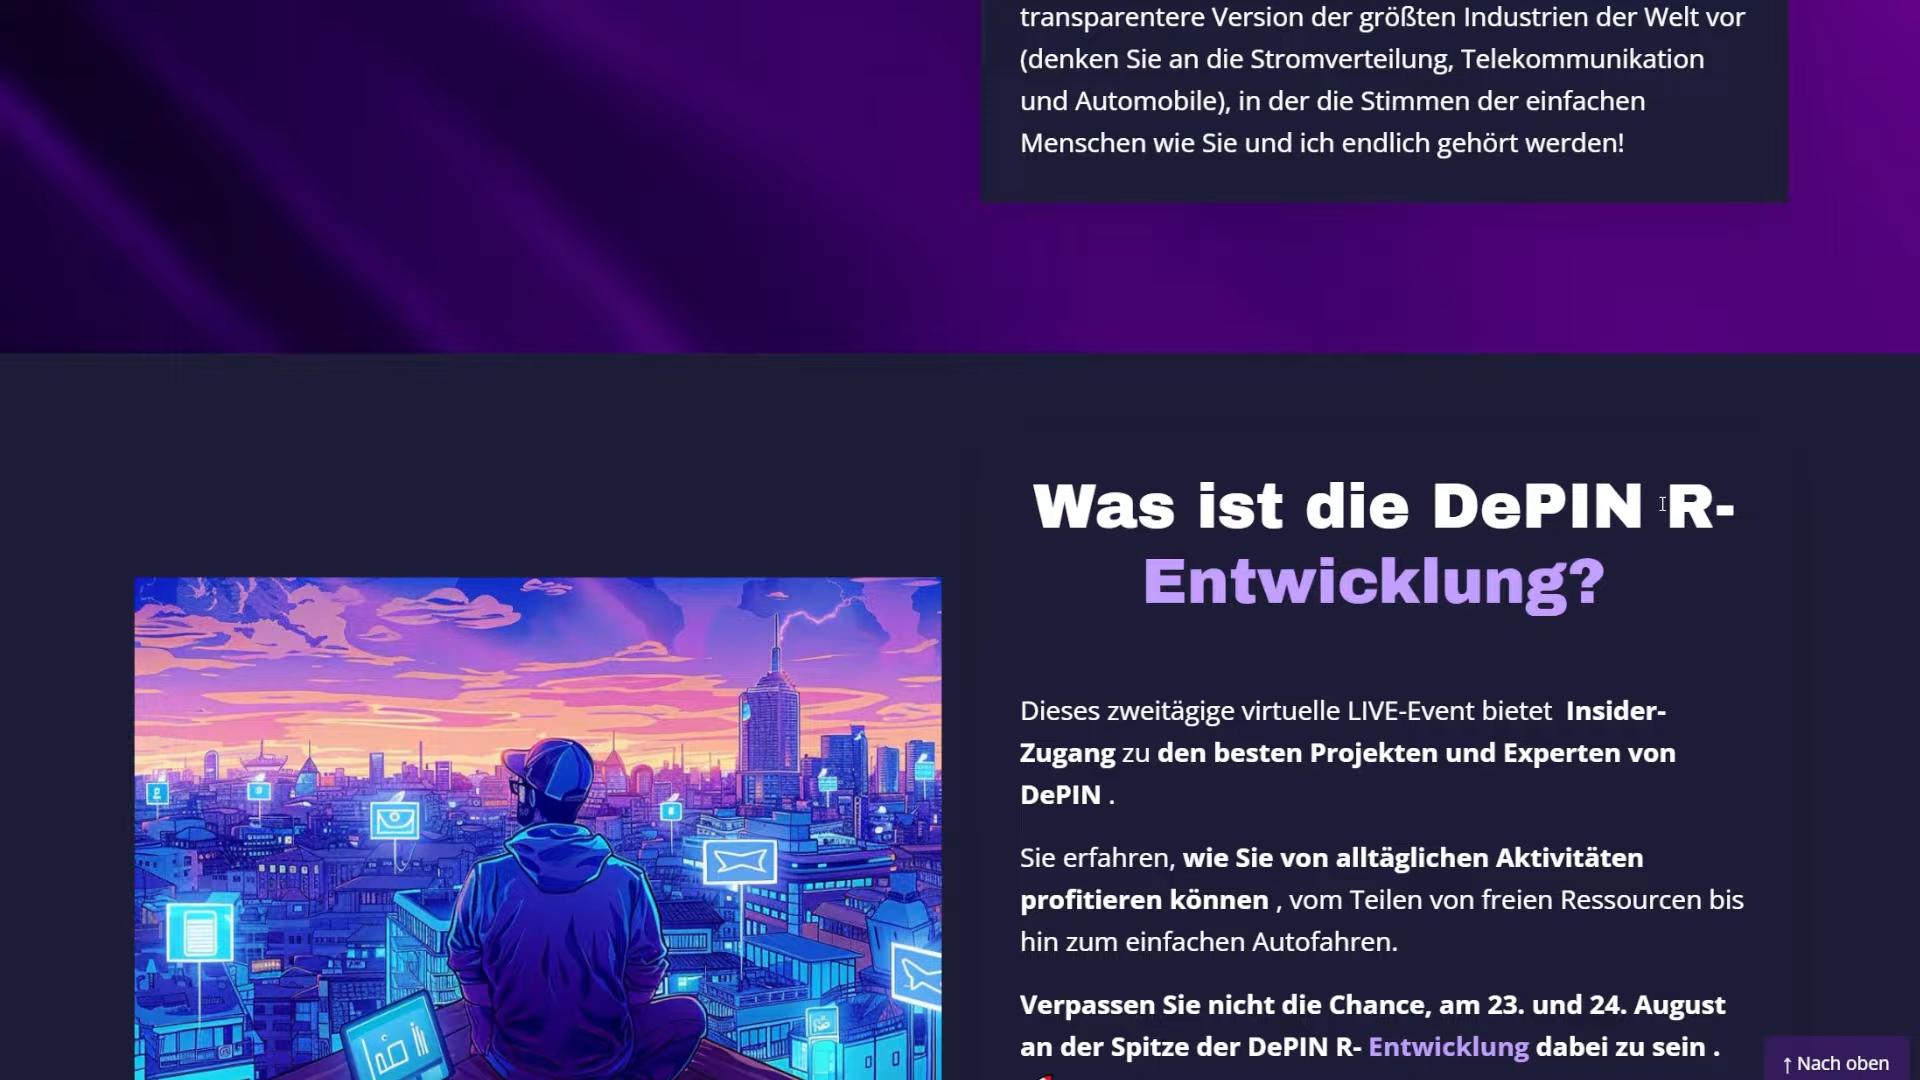 transparentere Version der größten Industrien der Welt vor
(denken Sie an die Stromverteilung, Telekommunikation
und Automobile), in der die Stimmen der einfachen
Menschen wie Sie und ich endlich gehört werden!
Was ist die DePIN R-
Entwicklung?
Dieses zweitägige virtuelle LIVE-Event bietet Insider-
Zugang zu den besten Projekten und Experten von
DePIN .
Sie erfahren, wie Sie von alltäglichen Aktivitäten
profitieren können , vom Teilen von freien Ressourcen bis
hin zum einfachen Autofahren.
Verpassen Sie nicht die Chance, am 23. und 24. August
an der Spitze der DePIN R- Entwicklung dabei zu sein .
↑ Nach oben